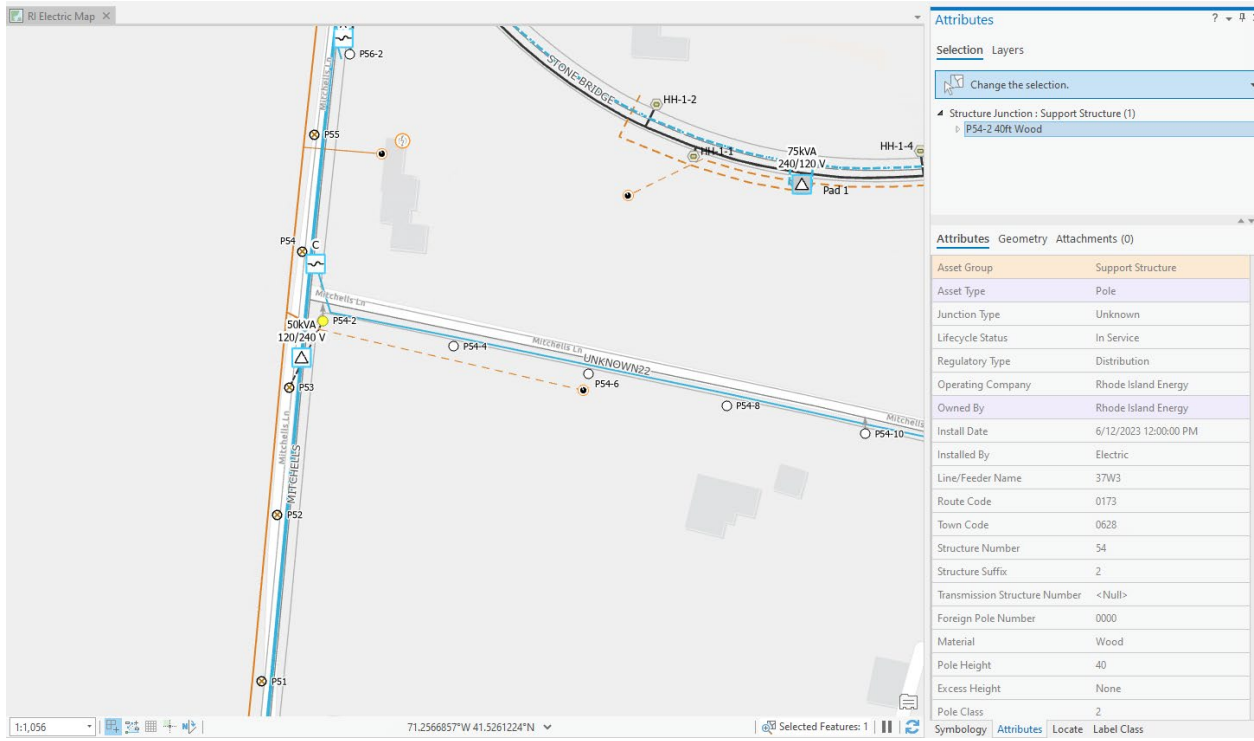 RI Electric Map
Mitchells Ln
P56-2
P55
STONE BRIDGE
HH-1-2
HH-1-1
75kVA
240/120 V
HH-1-4
Pad 1
P54
C
Mitchells Ln
50kVA
120/240 V
P54-2
P54-4
Mitchells Ln
UNKNOWN22
P54-6
P54-8
Mitchells
P54-10
P53
Mitchells Ln
MITCHELLS
P52
P51
1:1,056
71.2566857°W 41.5261224°N
Selected Features: 1
Attributes
?
Selection Layers
Change the selection.
Structure Junction : Support Structure (1)
P54-2 40ft Wood
Attributes Geometry Attachments (0)
Asset Group Support Structure
Asset Type Pole
Junction Type Unknown
Lifecycle Status In Service
Regulatory Type Distribution
Operating Company Rhode Island Energy
Owned By Rhode Island Energy
Install Date 6/12/2023 12:00:00 PM
Installed By Electric
Line/Feeder Name 37W3
Route Code 0173
Town Code 0628
Structure Number 54
Structure Suffix 2
Transmission Structure Number <Null>
Foreign Pole Number 0000
Material Wood
Pole Height 40
Excess Height None
Pole Class 2
Symbology Attributes Locate Label Class